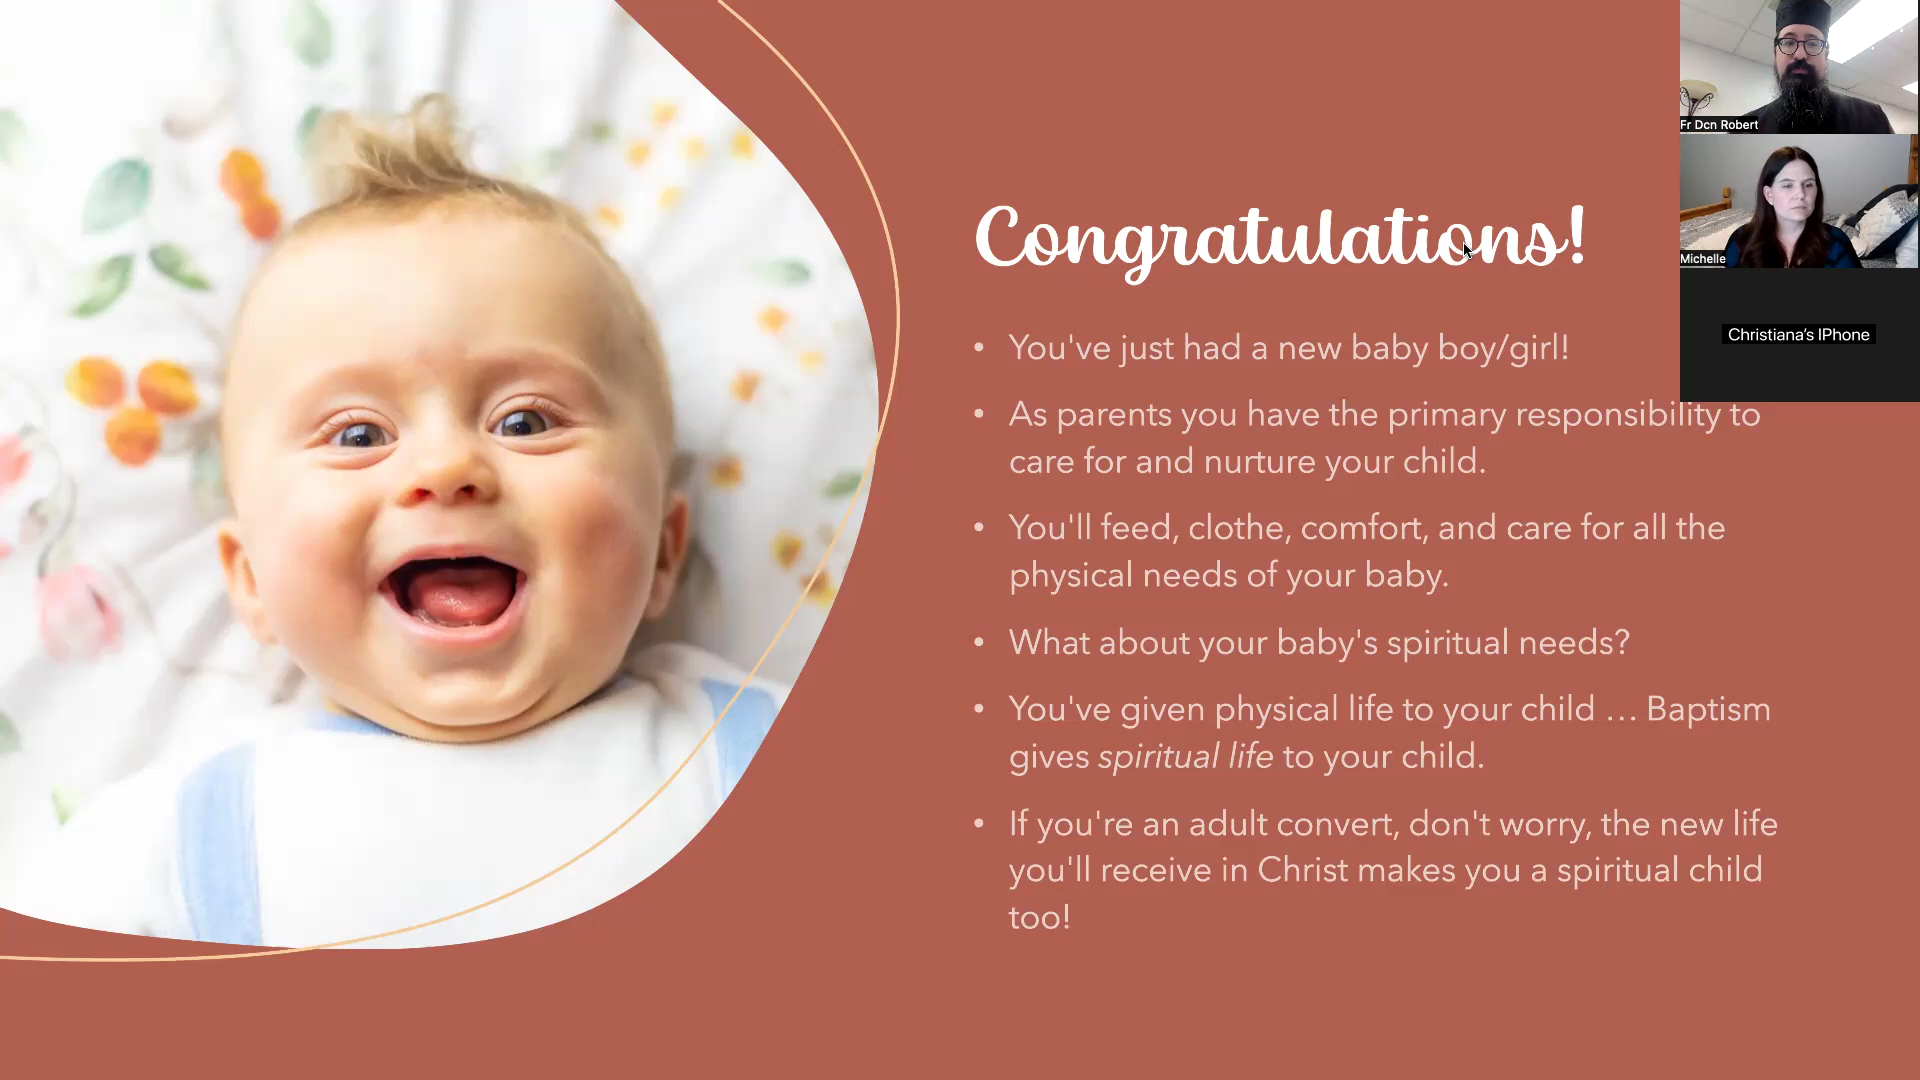 Congratulations!
• You've just had a new baby boy/girl!
• As parents you have the primary responsibility to
care for and nurture your child.
• You'll feed, clothe, comfort, and care for all the
physical needs of your baby.
• What about your baby's spiritual needs?
• You've given physical life to your child … Baptism
gives spiritual life to your child.
• If you're an adult convert, don't worry, the new life
you'll receive in Christ makes you a spiritual child
too!
Fr Dcn Robert
Michelle
Christiana's IPhone